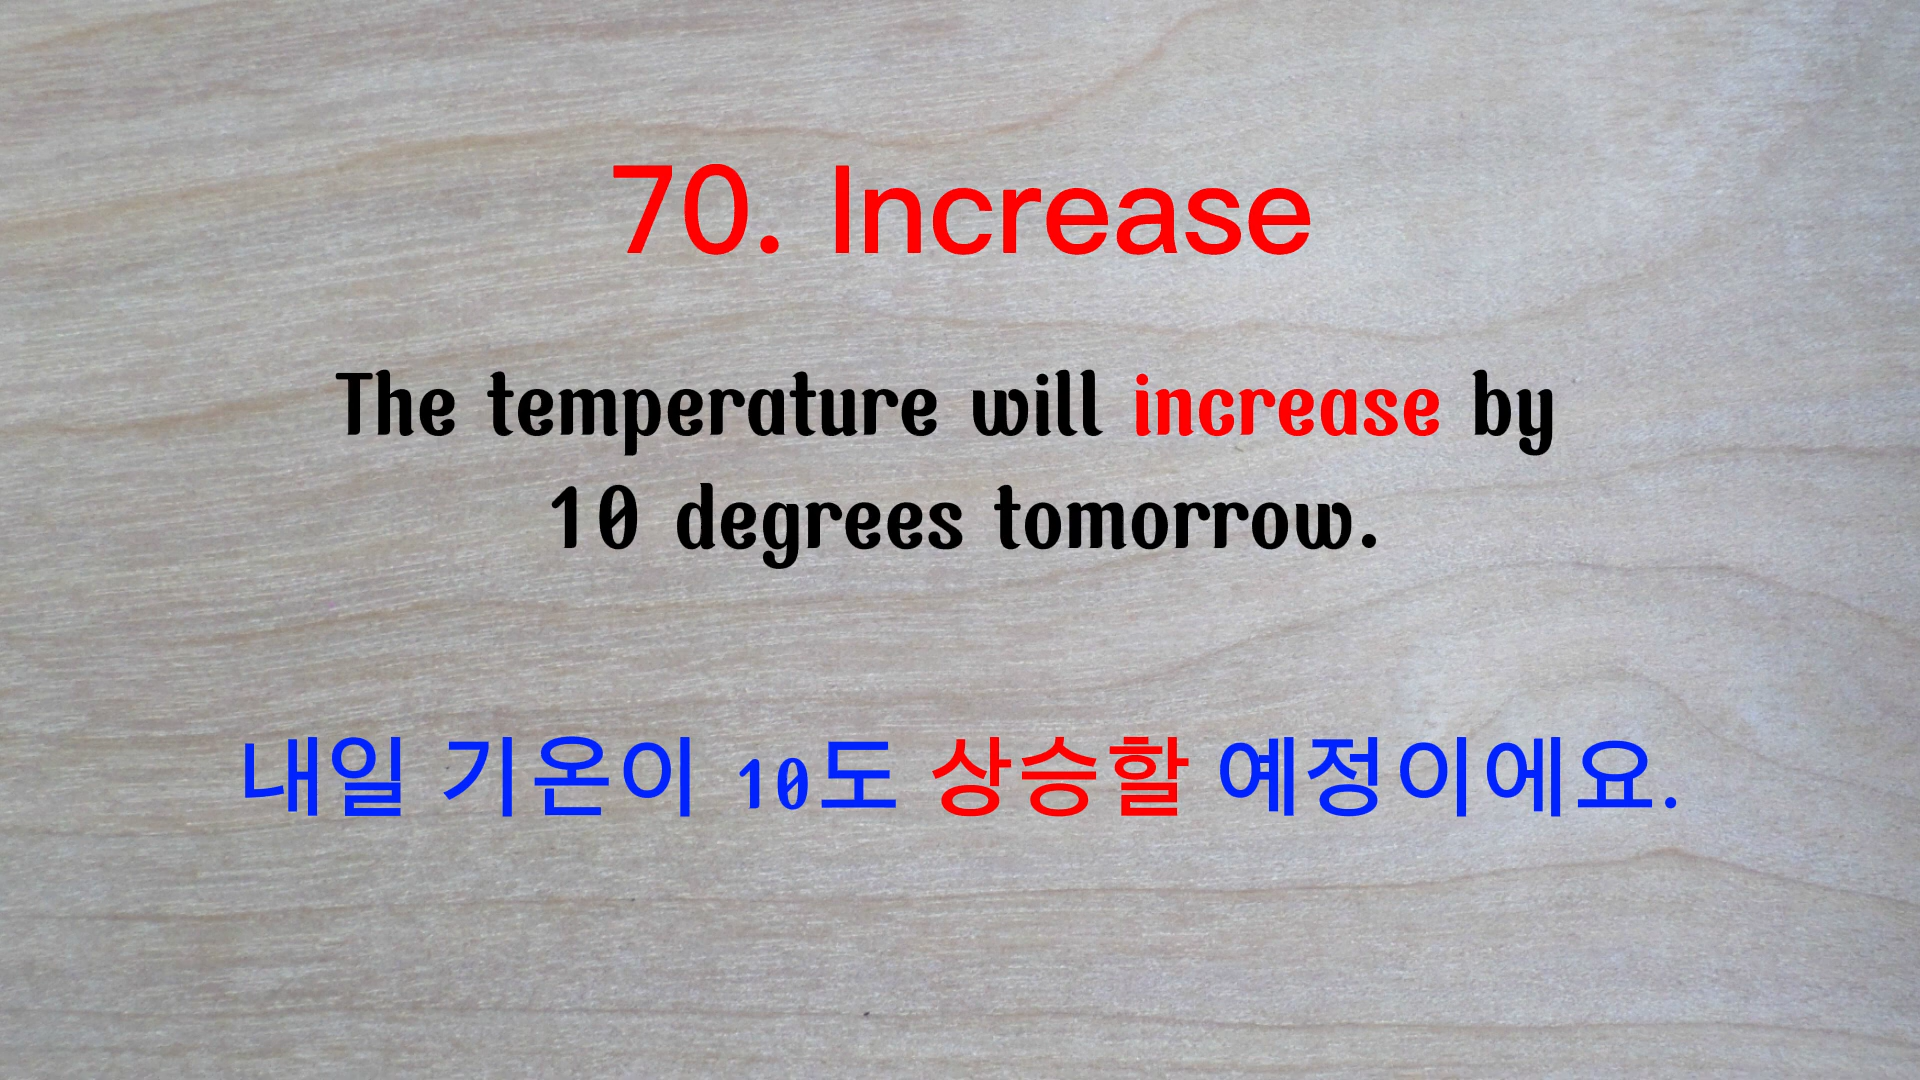 70. Increase
The temperature will increase by
10 degrees tomorrow.
내일 기온이 10도 상승할 예정이에요.